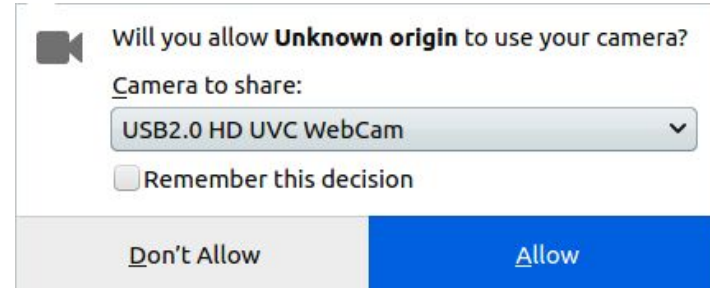 Will you allow Unknown origin to use your camera?
Camera to share:
USB2.0 HD UVC WebCam
Remember this decision
Don’t Allow
Allow